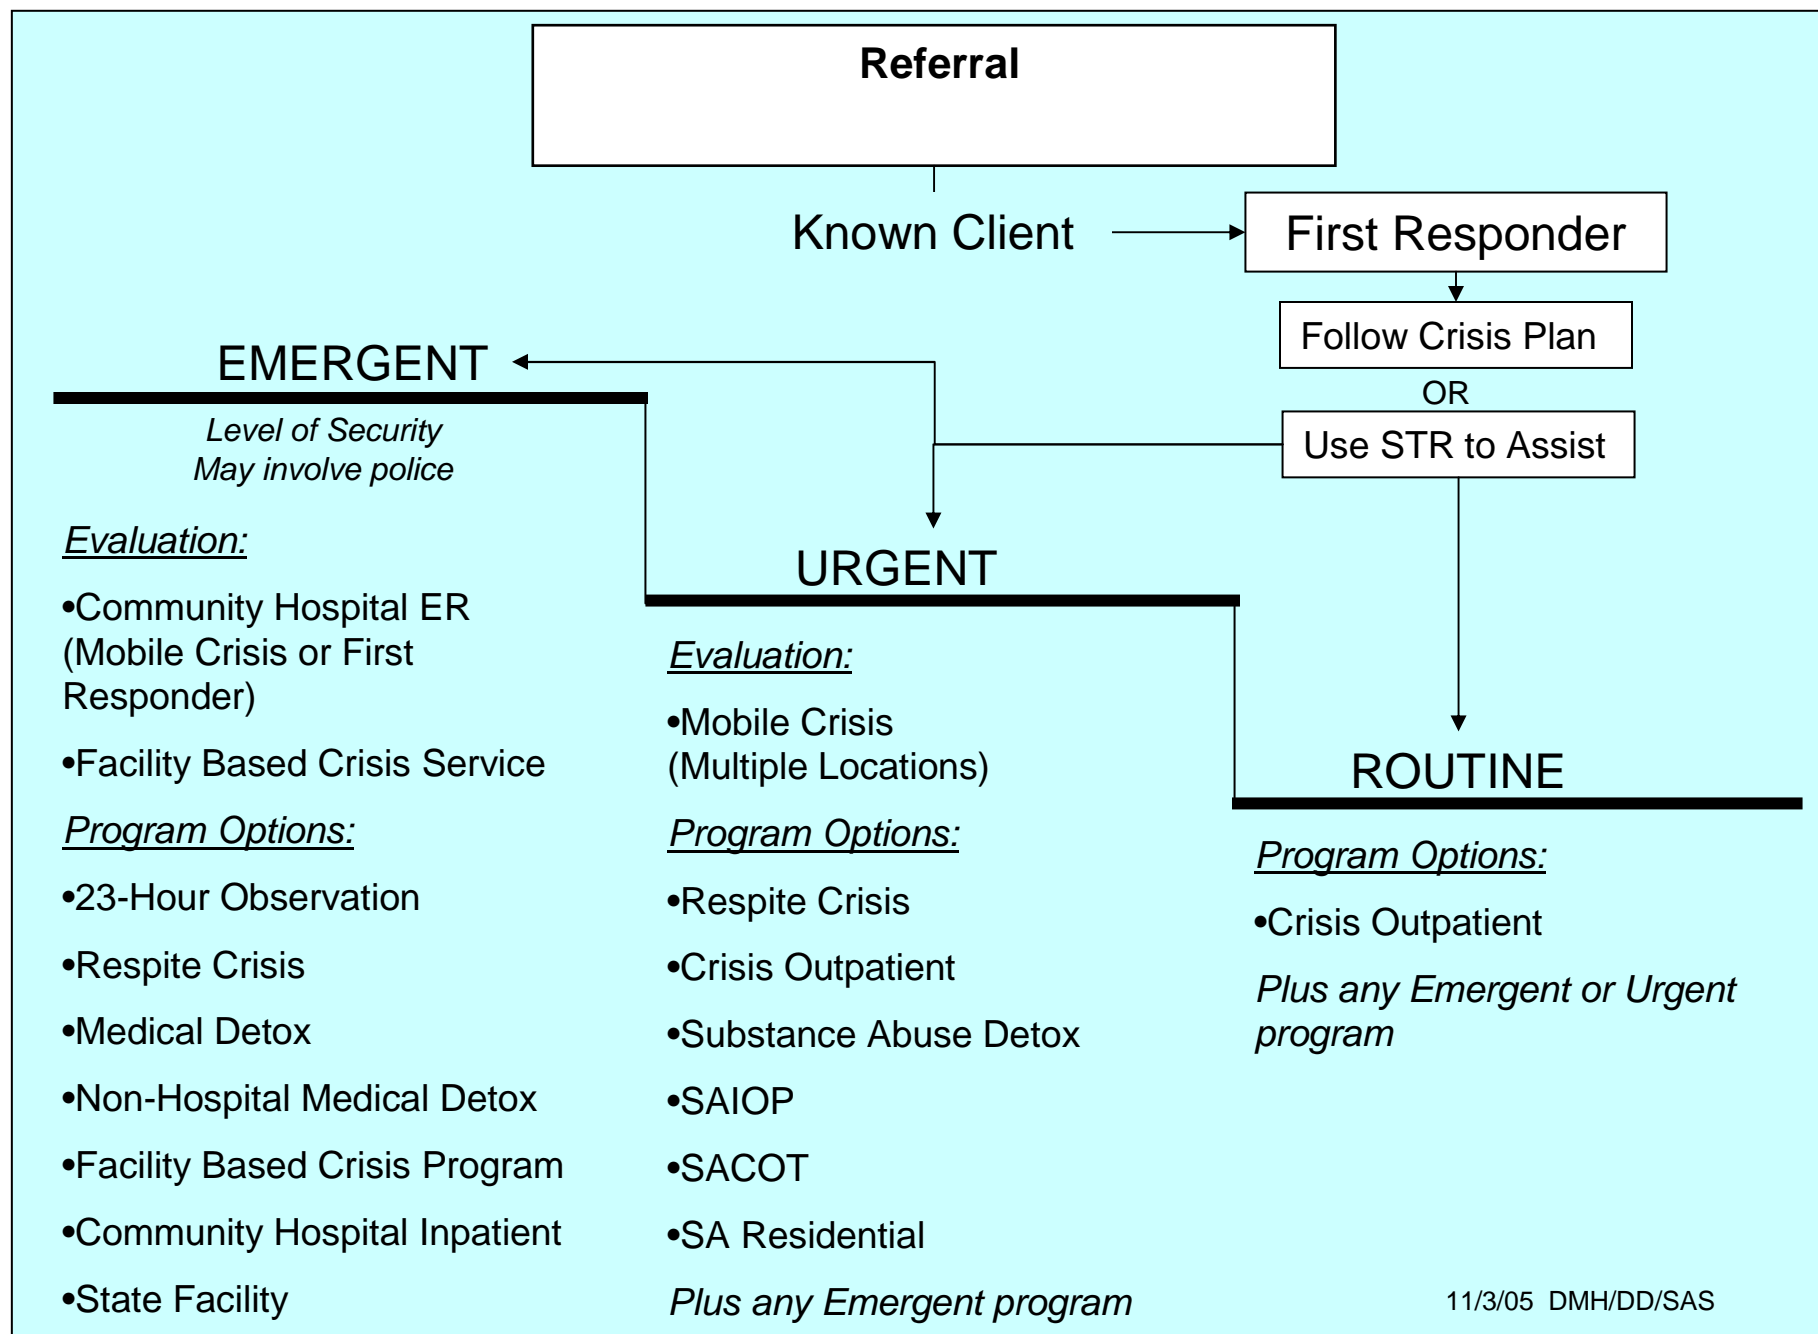 Referral
Known Client
First Responder
Follow Crisis Plan
OR
Use STR to Assist
EMERGENT
Level of Security
May involve police
Evaluation:
•Community Hospital ER
(Mobile Crisis or First
Responder)
•Facility Based Crisis Service
Program Options:
•23-Hour Observation
•Respite Crisis
•Medical Detox
•Non-Hospital Medical Detox
•Facility Based Crisis Program
•Community Hospital Inpatient
•State Facility
URGENT
Evaluation:
•Mobile Crisis
(Multiple Locations)
Program Options:
•Respite Crisis
•Crisis Outpatient
•Substance Abuse Detox
•SAIOP
•SACOT
•SA Residential
Plus any Emergent program
ROUTINE
Program Options:
•Crisis Outpatient
Plus any Emergent or Urgent
program
11/3/05 DMH/DD/SAS